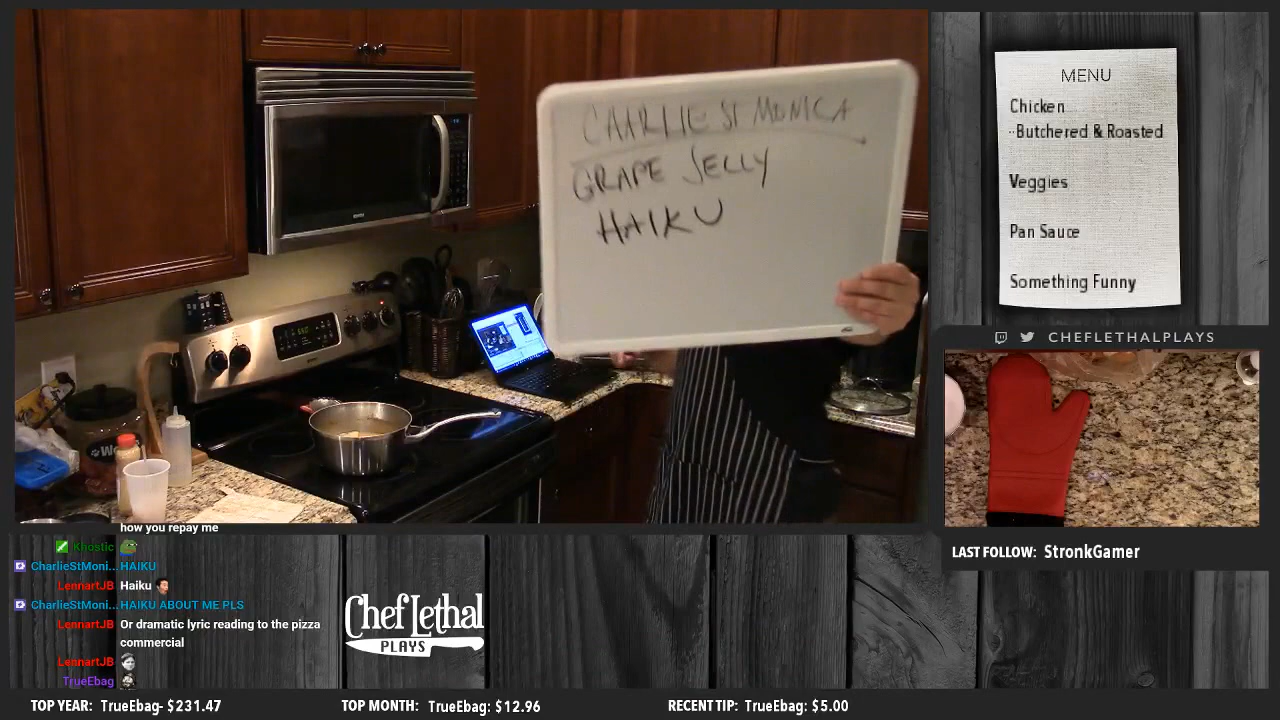 CHARLIE ST MONICA
GRAPE JELLY
HAIKU
MENU
Chicken
--Butchered & Roasted
Veggies
Pan Sauce
Something Funny
CHEFLETHALPLAYS
LAST FOLLOW: StronkGamer
how you repay me
Khostic
CharlieStMoni... HAIKU
LennartJB Haiku
CharlieStMoni... HAIKU ABOUT ME PLS
LennartJB Or dramatic lyric reading to the pizza
commercial
LennartJB
TrueEbag
Chef Lethal
PLAYS
TOP YEAR: TrueEbag- $231.47
TOP MONTH: TrueEbag: $12.96
RECENT TIP: TrueEbag: $5.00